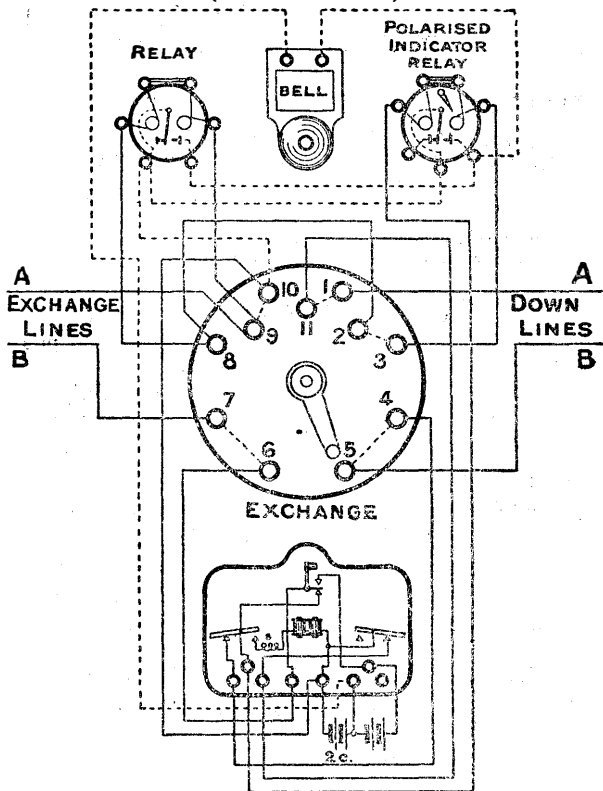 RELAY
BELL
POLARISED
INDICATOR
RELAY
A
EXCHANGE
LINES
B
A
DOWN
LINES
B
10
1
11
9
2
3
8
7
4
6
5
EXCHANGE
2c.